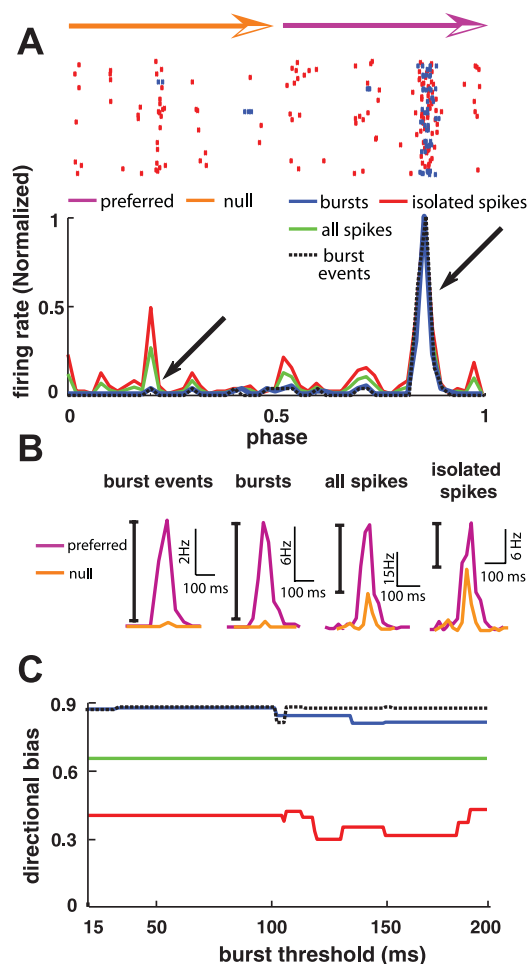 A
preferred null
bursts isolated spikes
all spikes burst events
firing rate (Normalized)
1
0.5
0
0 0.5 1
phase
B
burst events bursts all spikes isolated spikes
preferred
null
2Hz 6Hz 15Hz 6 Hz
100 ms 100 ms 100 ms 100 ms
C
directional bias
0.9
0.6
0.3
0
15 50 100 150 200
burst threshold (ms)